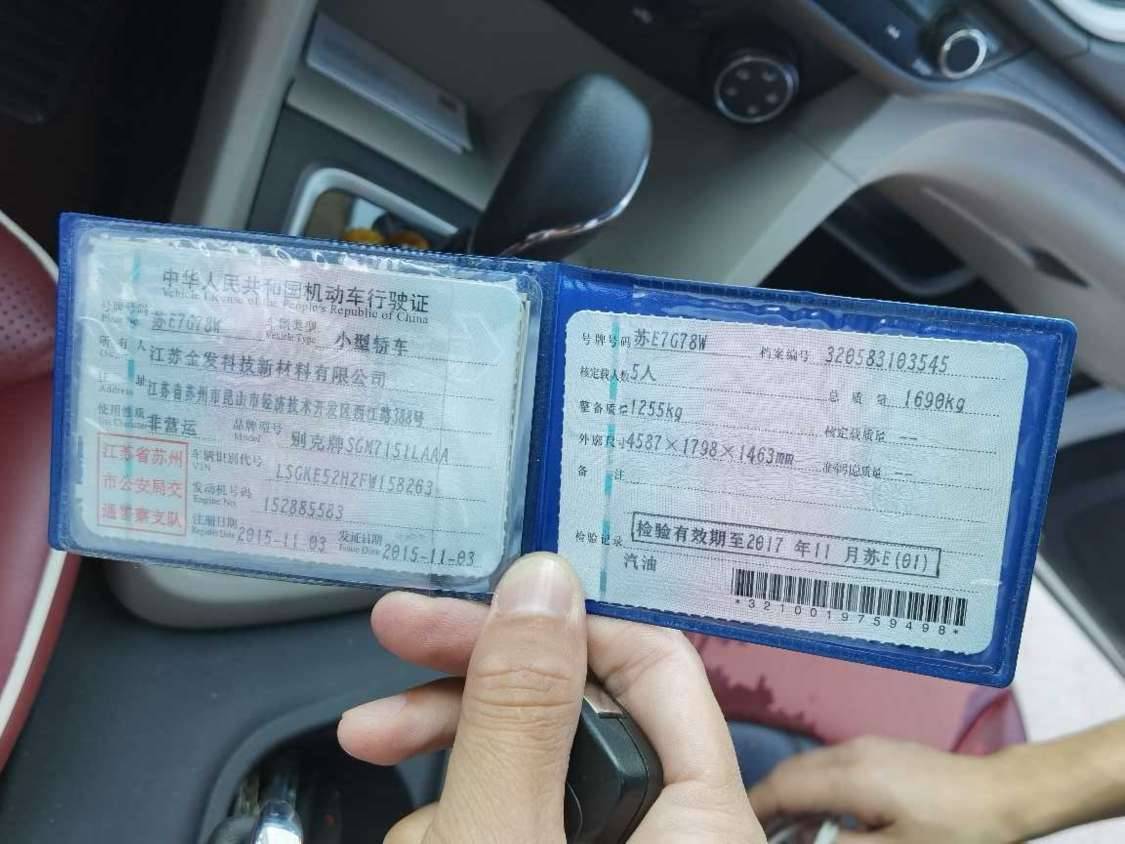 中华人民共和国机动车行驶证
Vehicle License of the People's Republic of China
号牌号码 苏E7G78W 车辆类型 Vehicle Type 小型轿车
所有人 江苏金发科技新材料有限公司
住址 Address 江苏省苏州市昆山市经济技术开发区西江路388号
使用性质 非营运 品牌型号 Model 别克牌SGM7151LAAA
江苏省苏州
市公安局交
通警察支队
车辆识别代号 VIN LSGKE52H2FW158263
发动机号码 Engine No. 152885583
注册日期 Register Date 2015-11-03 发证日期 Issue Date 2015-11-03
号牌号码 苏E7G78W 档案编号 320583103545
核定载人数 5人 总质量 1690kg
整备质量 1255kg 核定载质量 --
外廓尺寸 4587×1798×1463mm 准牵引总质量 --
备注
检验记录 检验有效期至2017年11月苏E(01)
汽油
*3210019759498*